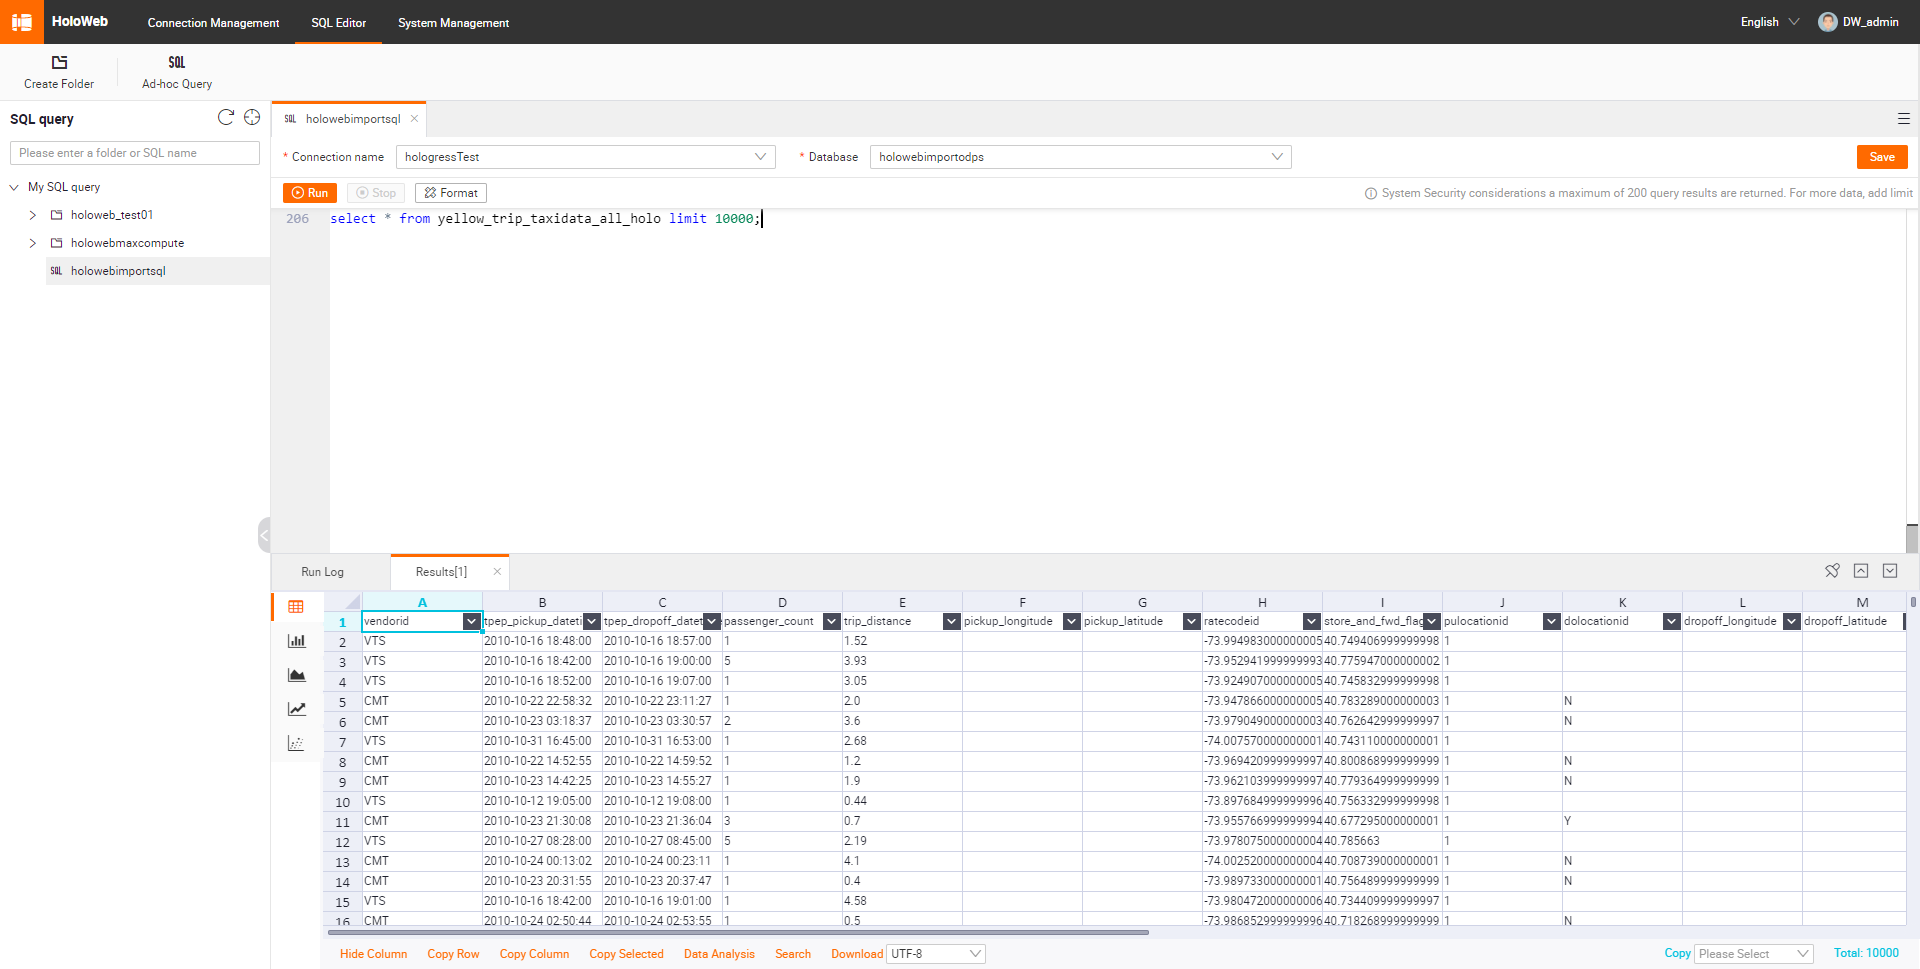 HoloWeb Connection Management SQL Editor System Management English DW_admin
SQL
Create Folder Ad-hoc Query
SQL query
Please enter a folder or SQL name
My SQL query
holoweb_test01
holowebmaxcompute
SQL holowebimportsql
SQL holowebimportsql
* Connection name hologressTest * Database holowebimportodps Save
Run Stop Format System Security considerations a maximum of 200 query results are returned. For more data, add limit
206 select * from yellow_trip_taxidata_all_holo limit 10000;
Run Log Results[1]
A B C D E F G H I J K L M
1 vendorid tpep_pickup_dateti tpep_dropoff_datet passenger_count trip_distance pickup_longitude pickup_latitude ratecodeid store_and_fwd_flag pulocationid dolocationid dropoff_longitude dropoff_latitude
2 VTS 2010-10-16 18:48:00 2010-10-16 18:57:00 1 1.52 -73.994983000000005 40.749406999999998 1
3 VTS 2010-10-16 18:42:00 2010-10-16 19:00:00 5 3.93 -73.952941999999993 40.775947000000002 1
4 VTS 2010-10-16 18:52:00 2010-10-16 19:07:00 1 3.05 -73.924907000000005 40.745832999999998 1
5 CMT 2010-10-22 22:58:32 2010-10-22 23:11:27 1 2.0 -73.947866000000005 40.783289000000003 1 N
6 CMT 2010-10-23 03:18:37 2010-10-23 03:30:57 2 3.6 -73.979049000000003 40.762642999999997 1 N
7 VTS 2010-10-31 16:45:00 2010-10-31 16:53:00 1 2.68 -74.007570000000001 40.743110000000001 1
8 CMT 2010-10-22 14:52:55 2010-10-22 14:59:52 1 1.2 -73.969420999999997 40.800868999999999 1 N
9 CMT 2010-10-23 14:42:25 2010-10-23 14:55:27 1 1.9 -73.962103999999997 40.779364999999999 1 N
10 VTS 2010-10-12 19:05:00 2010-10-12 19:08:00 1 0.44 -73.897684999999996 40.756332999999998 1
11 CMT 2010-10-23 21:30:08 2010-10-23 21:36:04 3 0.7 -73.955766999999994 40.677295000000001 1 Y
12 VTS 2010-10-27 08:28:00 2010-10-27 08:45:00 5 2.19 -73.978075000000004 40.785663 1
13 CMT 2010-10-24 00:13:02 2010-10-24 00:23:11 1 4.1 -74.002520000000004 40.708739000000001 1 N
14 CMT 2010-10-23 20:31:55 2010-10-23 20:37:47 1 0.4 -73.989733000000001 40.756489999999999 1 N
15 VTS 2010-10-16 18:42:00 2010-10-16 19:01:00 1 4.58 -73.980472000000006 40.734409999999997 1
16 CMT 2010-10-24 02:50:44 2010-10-24 02:53:55 1 0.5 -73.986852999999996 40.718268999999999 1 N
Hide Column Copy Row Copy Column Copy Selected Data Analysis Search Download UTF-8 Copy Please Select Total: 10000